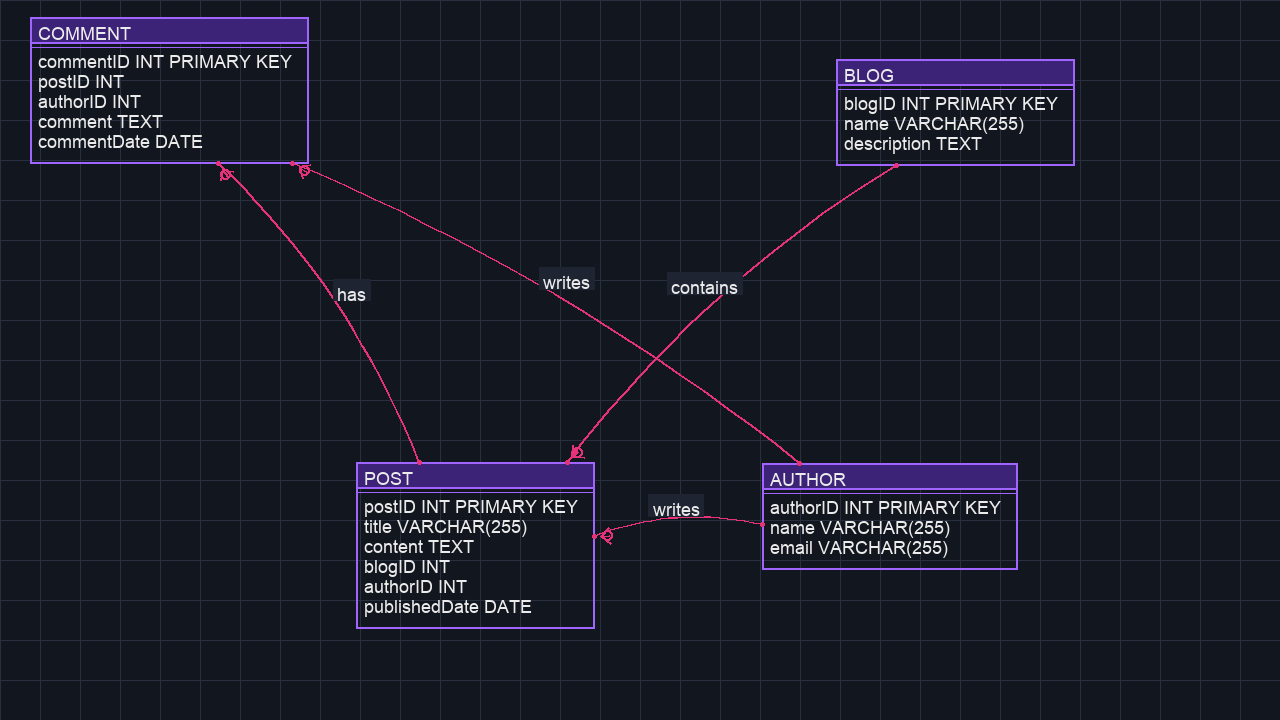 COMMENT
commentID INT PRIMARY KEY
postID INT
authorID INT
comment TEXT
commentDate DATE
BLOG
blogID INT PRIMARY KEY
name VARCHAR(255)
description TEXT
has
writes
contains
POST
postID INT PRIMARY KEY
title VARCHAR(255)
content TEXT
blogID INT
authorID INT
publishedDate DATE
writes
AUTHOR
authorID INT PRIMARY KEY
name VARCHAR(255)
email VARCHAR(255)